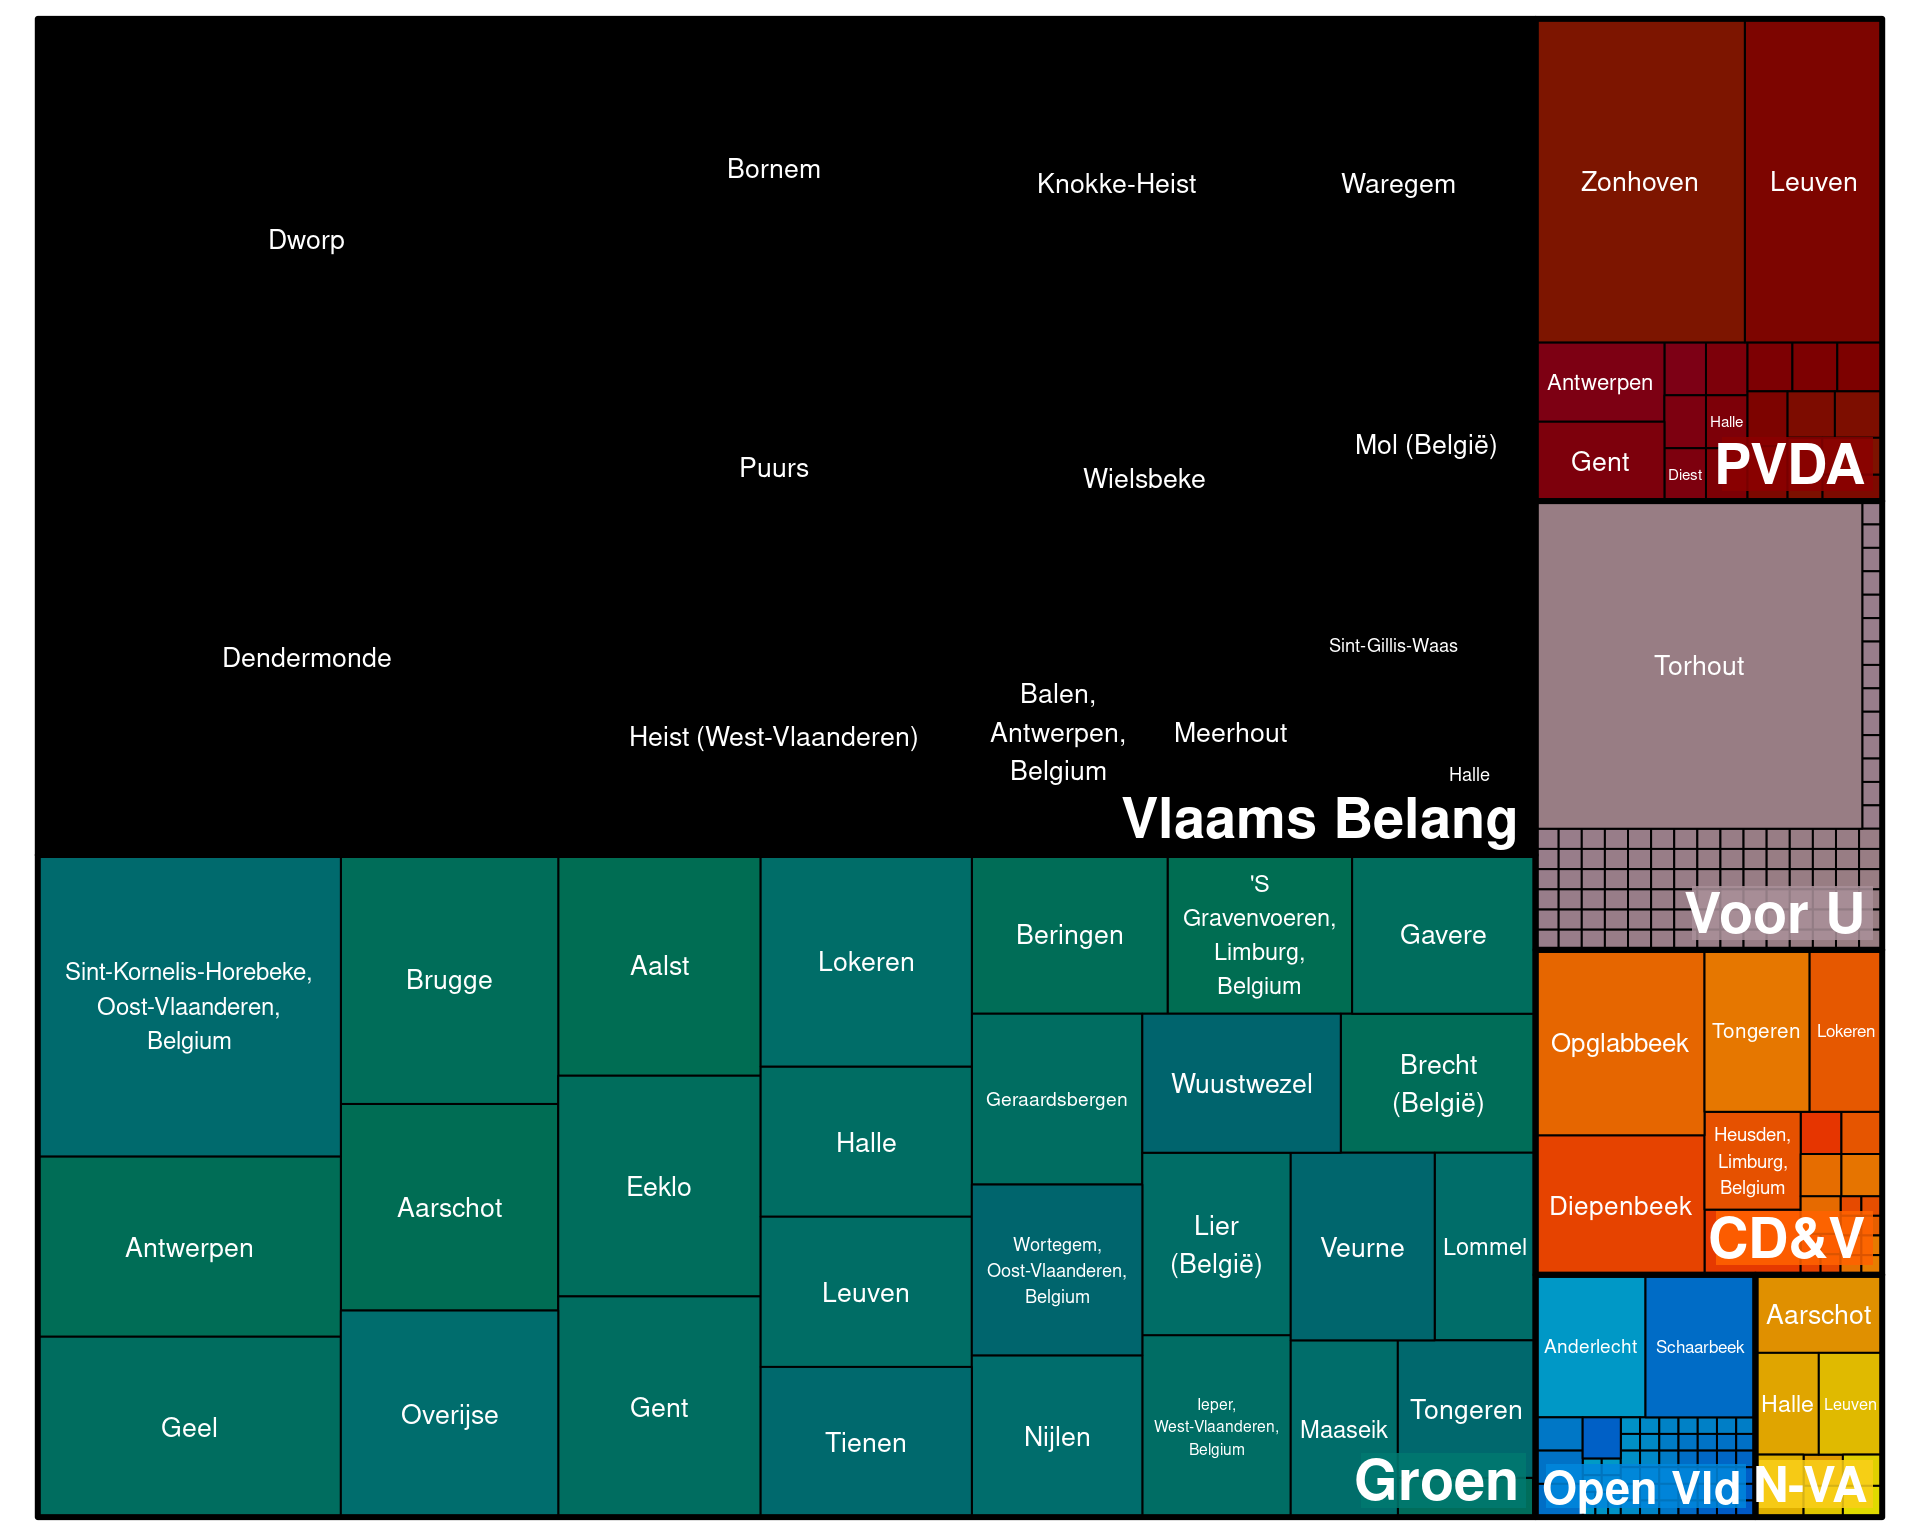 Dworp
Dendermonde
Bornem
Puurs
Heist (West-Vlaanderen)
Knokke-Heist
Waregem
Wielsbeke
Mol (België)
Balen,
Antwerpen,
Belgium
Meerhout
Sint-Gillis-Waas
Halle
Vlaams Belang
Sint-Kornelis-Horebeke,
Oost-Vlaanderen,
Belgium
Antwerpen
Geel
Brugge
Aarschot
Overijse
Aalst
Eeklo
Gent
Lokeren
Halle
Leuven
Tienen
Beringen
'S
Gravenvoeren,
Limburg,
Belgium
Gavere
Geraardsbergen
Wortegem,
Oost-Vlaanderen,
Belgium
Nijlen
Wuustwezel
Brecht
(België)
Lier
(België)
Veurne
Lommel
Ieper,
West-Vlaanderen,
Belgium
Maaseik
Tongeren
Groen
Zonhoven
Leuven
Antwerpen
Gent
Halle
Diest
PVDA
Torhout
Voor U
Opglabbeek
Tongeren
Lokeren
Diepenbeek
Heusden,
Limburg,
Belgium
CD&V
Anderlecht
Schaarbeek
Open Vld
Aarschot
Halle
Leuven
N-VA